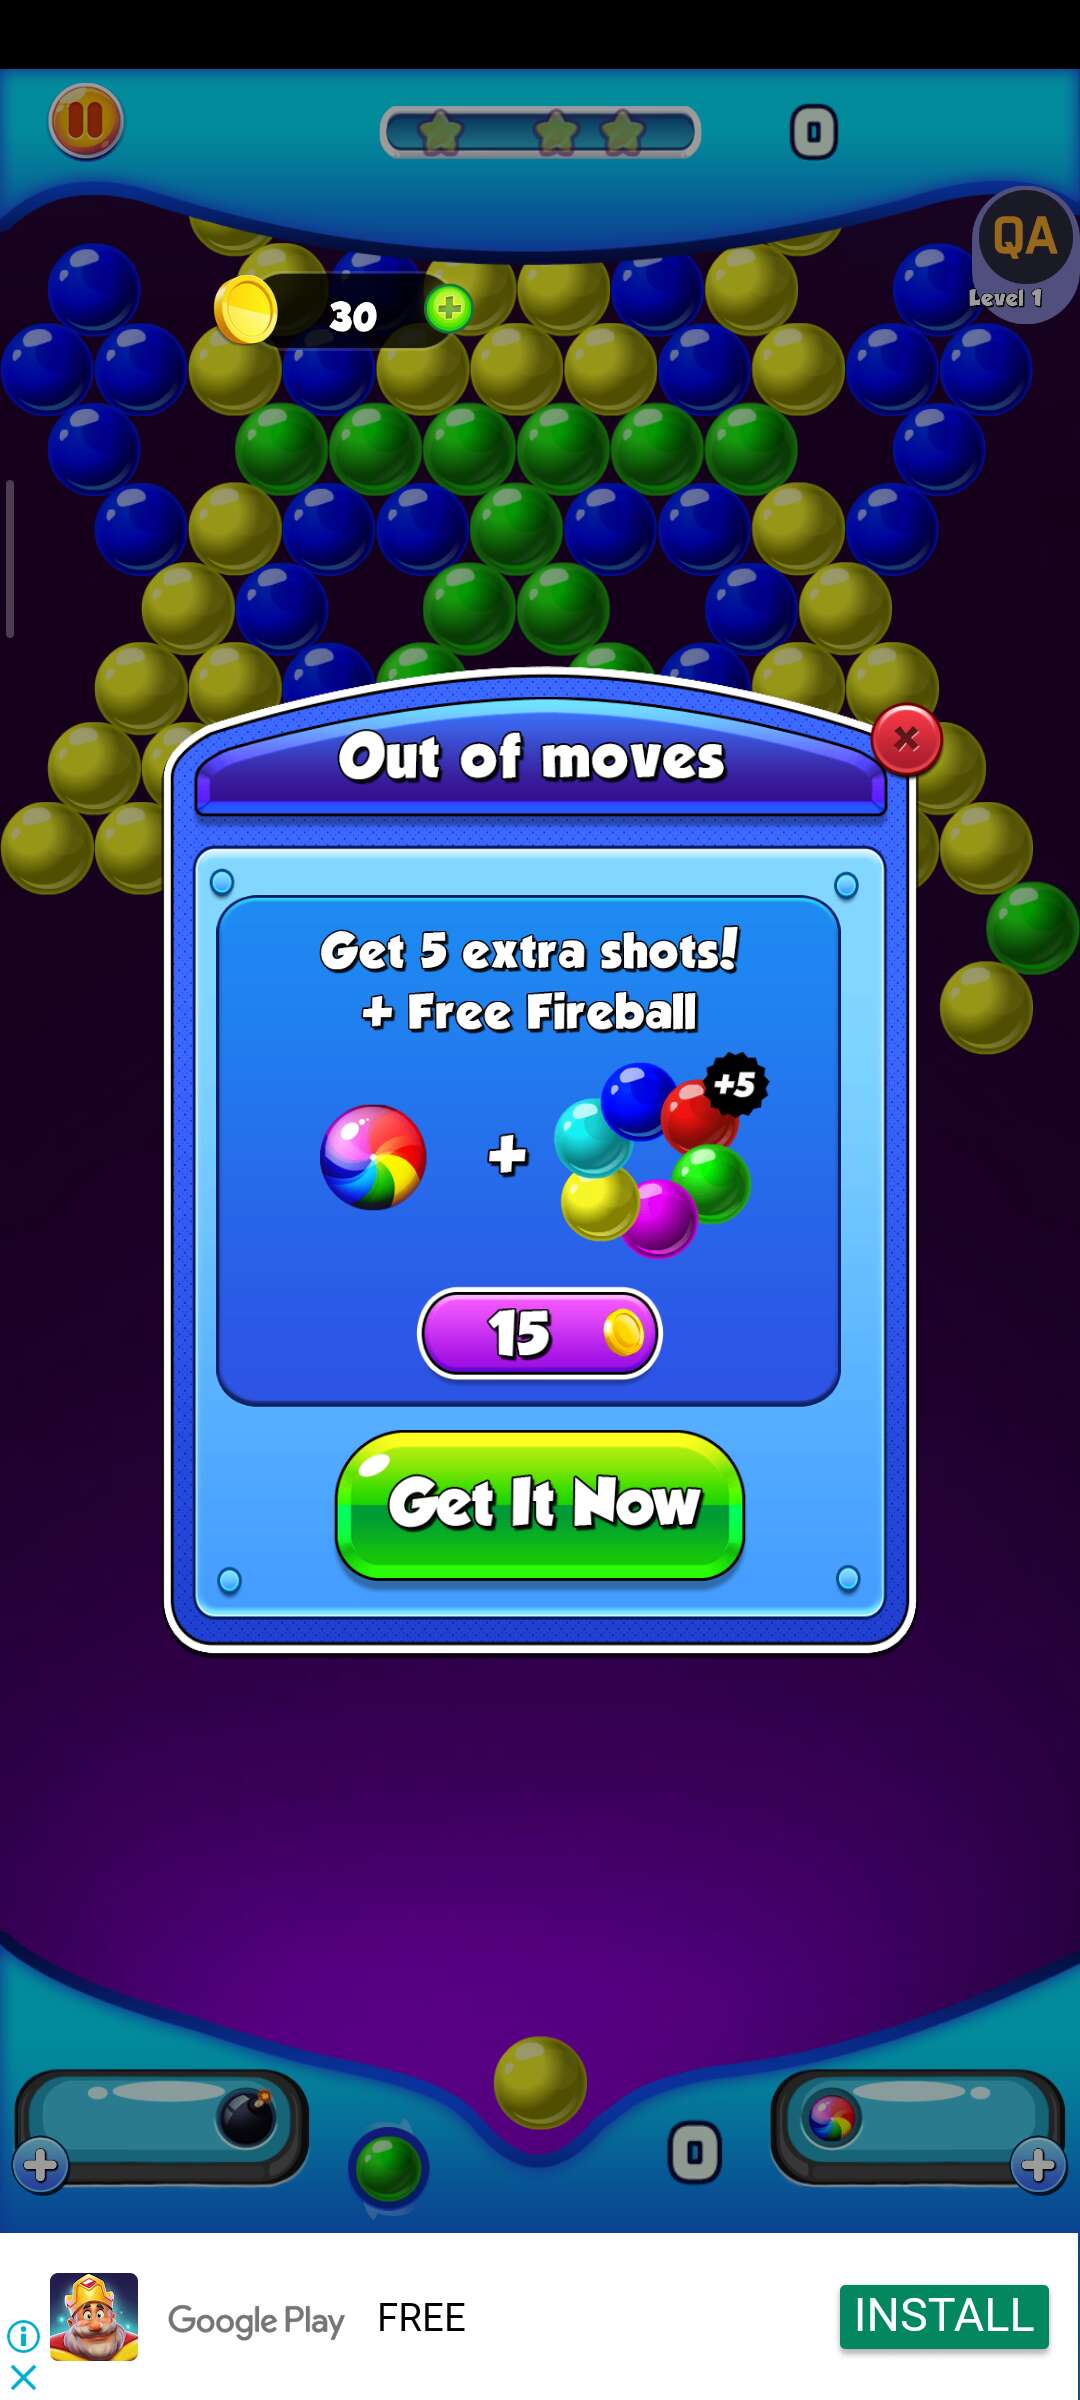 0
QA
Level 1
30
Out of moves
Get 5 extra shots!
+ Free Fireball
+5
+
15
Get It Now
0
Google Play FREE
INSTALL